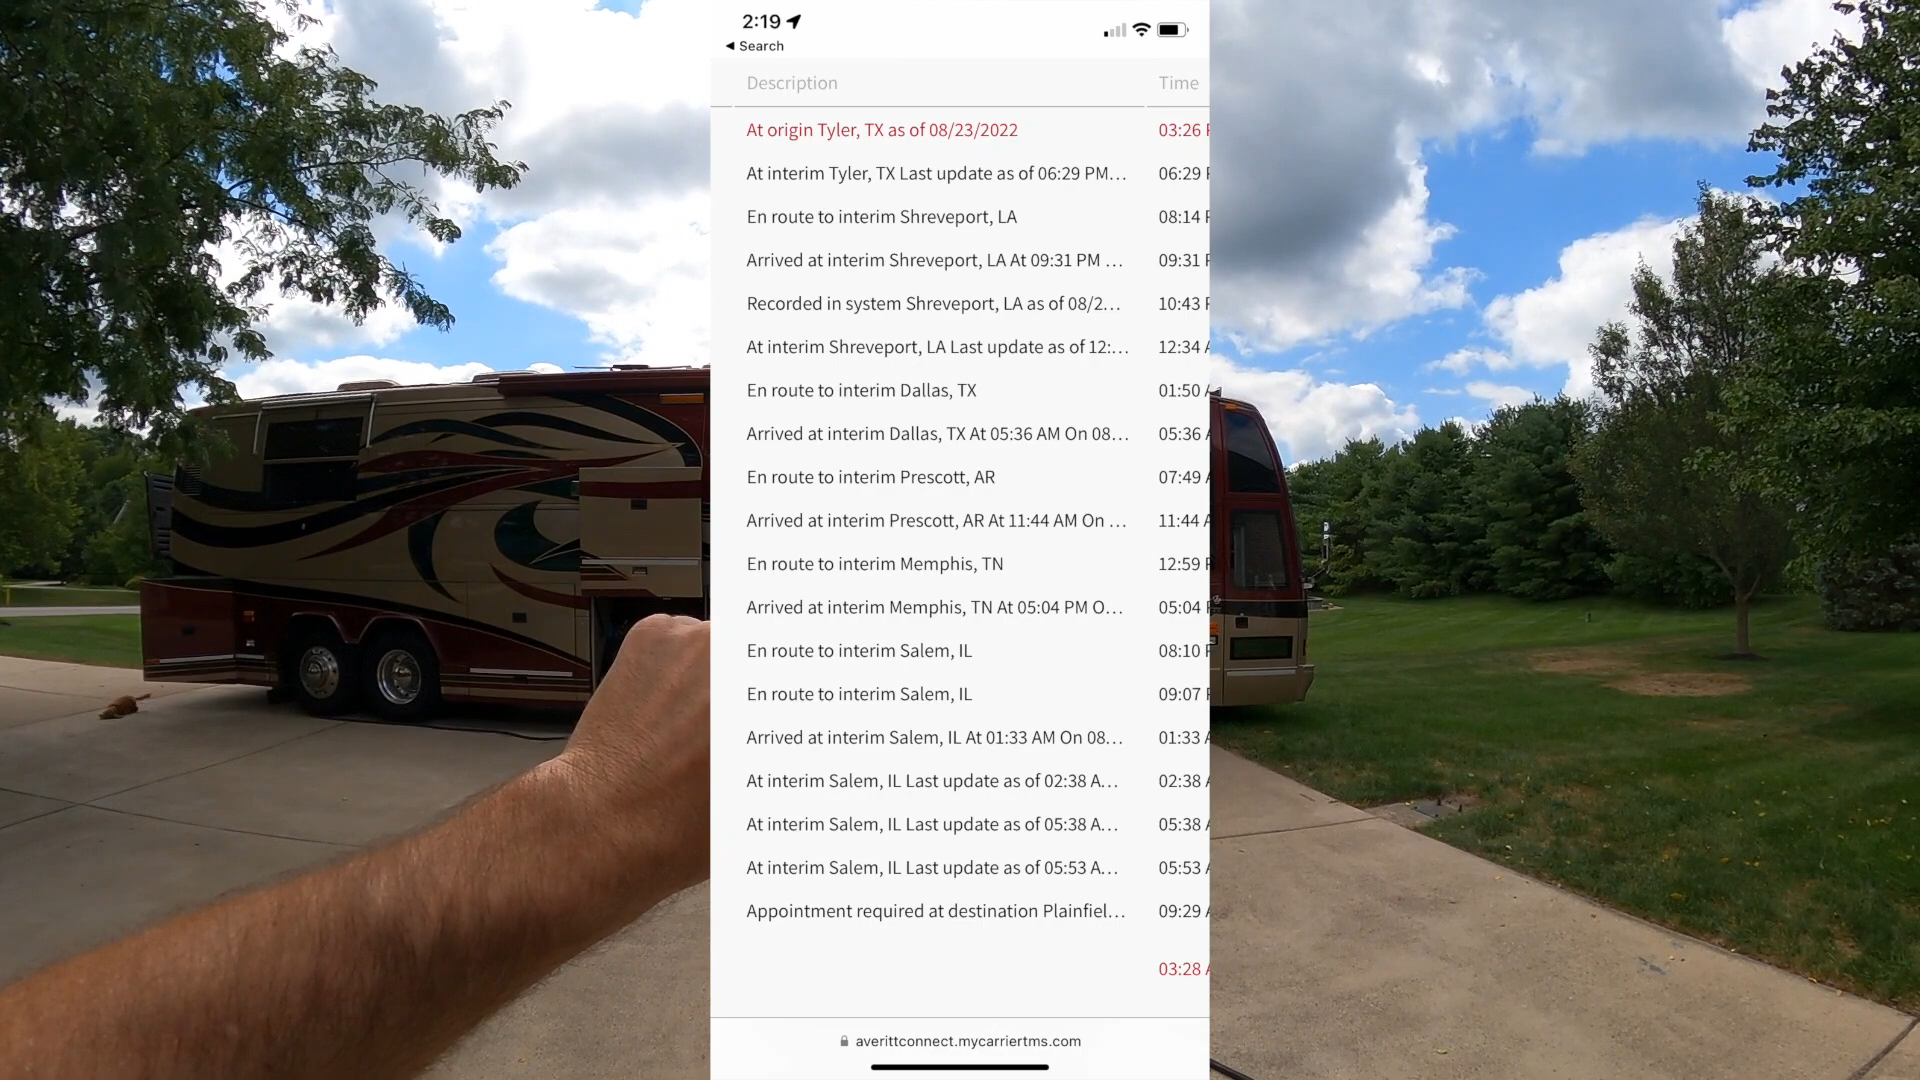 2:19
Search
Description Time
At origin Tyler, TX as of 08/23/2022 03:26
At interim Tyler, TX Last update as of 06:29 PM... 06:29
En route to interim Shreveport, LA 08:14
Arrived at interim Shreveport, LA At 09:31 PM ... 09:31
Recorded in system Shreveport, LA as of 08/2... 10:43
At interim Shreveport, LA Last update as of 12:... 12:34
En route to interim Dallas, TX 01:50
Arrived at interim Dallas, TX At 05:36 AM On 08... 05:36
En route to interim Prescott, AR 07:49
Arrived at interim Prescott, AR At 11:44 AM On ... 11:44
En route to interim Memphis, TN 12:59
Arrived at interim Memphis, TN At 05:04 PM O... 05:04
En route to interim Salem, IL 08:10
En route to interim Salem, IL 09:07
Arrived at interim Salem, IL At 01:33 AM On 08... 01:33
At interim Salem, IL Last update as of 02:38 A... 02:38
At interim Salem, IL Last update as of 05:38 A... 05:38
At interim Salem, IL Last update as of 05:53 A... 05:53
Appointment required at destination Plainfiel... 09:29
03:28
averittconnect.mycarriertms.com